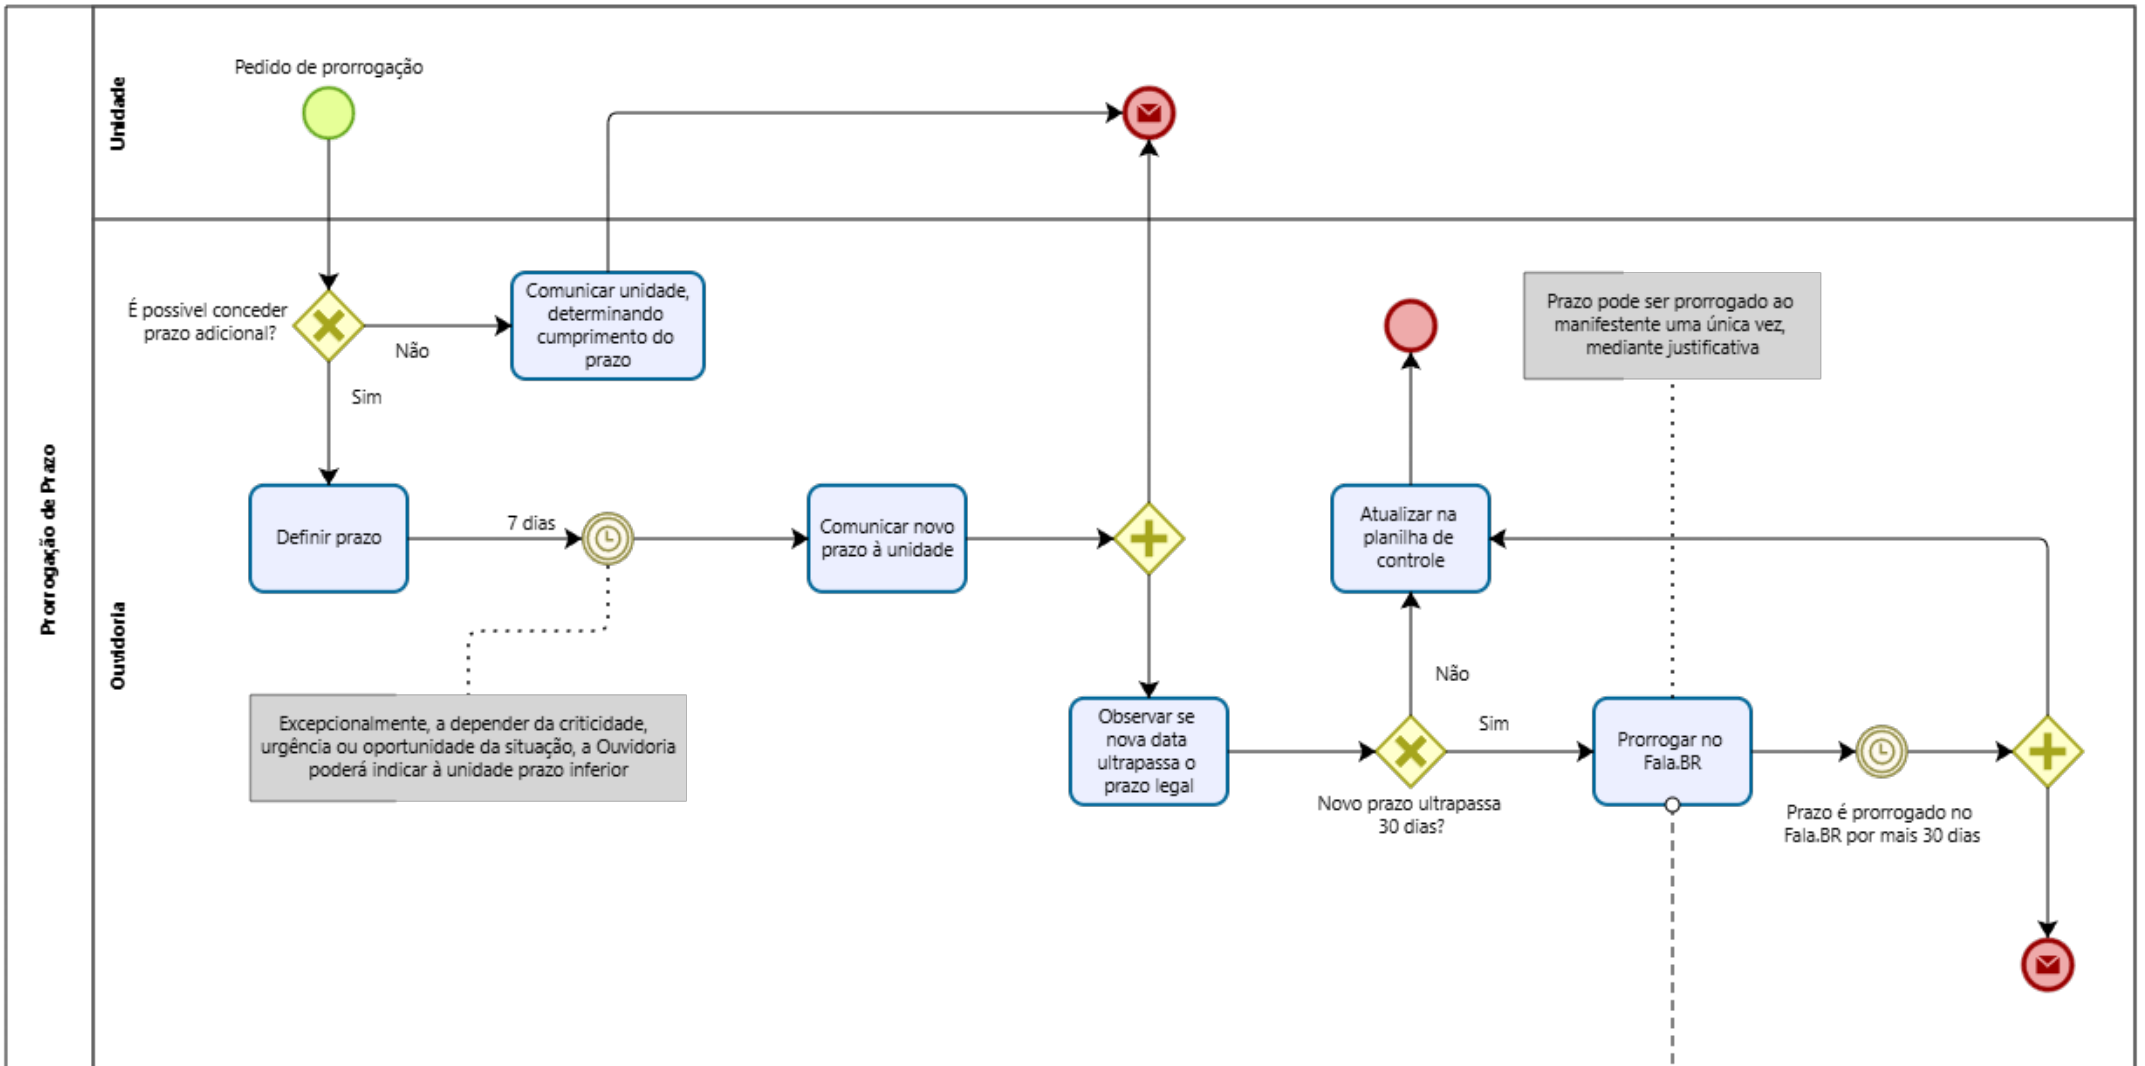 Prorrogação de Prazo
Unidade
Pedido de prorrogação
Ouvidoria
É possivel conceder
prazo adicional?
Não
Sim
Comunicar unidade,
determinando
cumprimento do
prazo
Definir prazo
7 dias
Excepcionalmente, a depender da criticidade,
urgência ou oportunidade da situação, a Ouvidoria
poderá indicar à unidade prazo inferior
Comunicar novo
prazo à unidade
Observar se
nova data
ultrapassa o
prazo legal
Novo prazo ultrapassa
30 dias?
Não
Sim
Atualizar na
planilha de
controle
Prazo pode ser prorrogado ao
manifestente uma única vez,
mediante justificativa
Prorrogar no
Fala.BR
Prazo é prorrogado no
Fala.BR por mais 30 dias